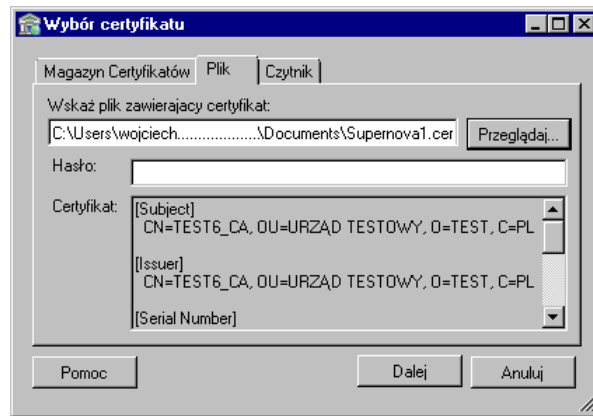 Wybór certyfikatu
Magazyn Certyfikatów Plik Czytnik
Wskaż plik zawierajacy certyfikat:
C:\Users\wojciech...................\Documents\Supernova1.cer Przeglądaj...
Hasło:
Certyfikat: [Subject]
CN=TEST6_CA, OU=URZĄD TESTOWY, O=TEST, C=PL
[Issuer]
CN=TEST6_CA, OU=URZĄD TESTOWY, O=TEST, C=PL
[Serial Number]
Pomoc Dalej Anuluj